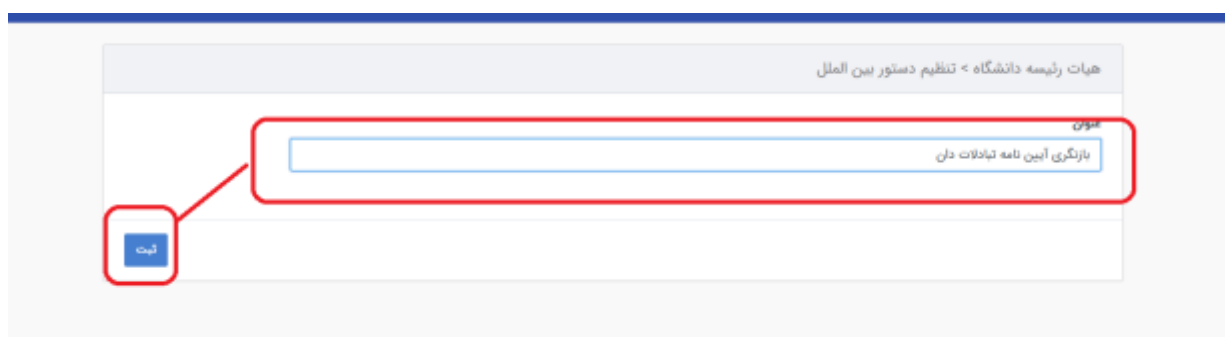 هیات رئیسه دانشگاه > تنظیم دستور بین الملل
عنوان
بازنگری آیین نامه تبادلات دان
ثبت